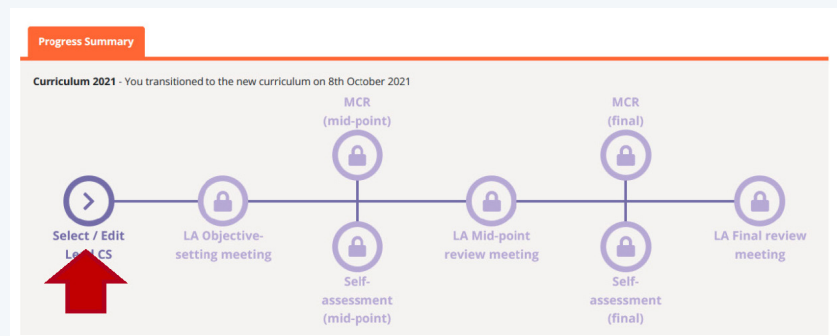 Progress Summary
Curriculum 2021 - You transitioned to the new curriculum on 8th October 2021
MCR
(mid-point)
MCR
(final)
Select / Edit
CS
LA Objective-
setting meeting
LA Mid-point
review meeting
LA Final review
meeting
Self-
assessment
(mid-point)
Self-
assessment
(final)